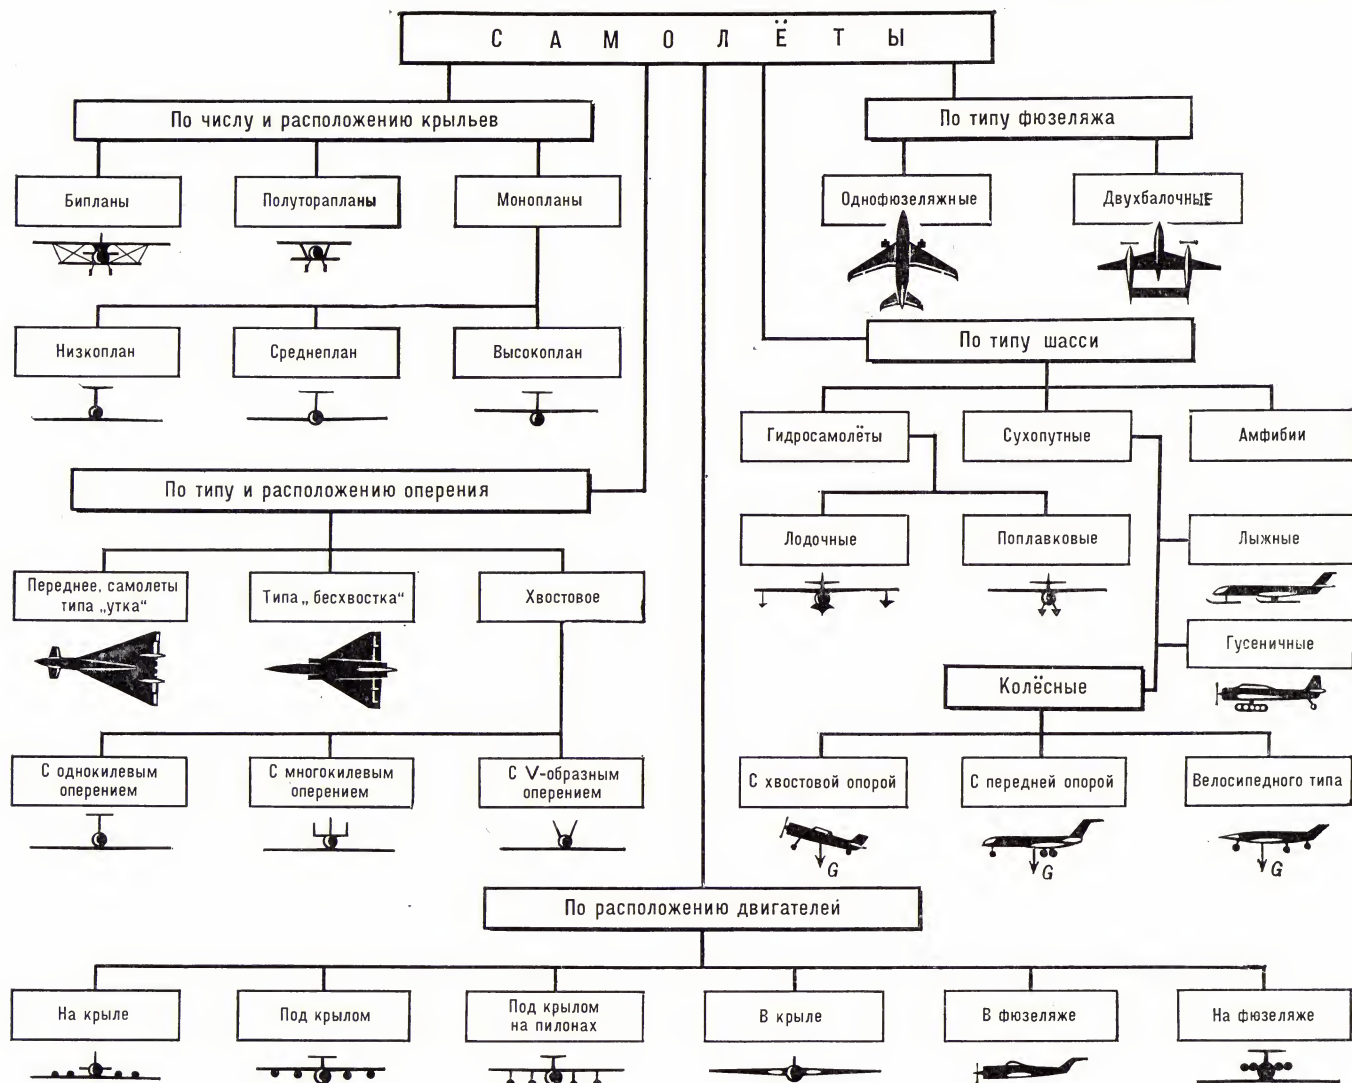 САМОЛЁТЫ
По числу и расположению крыльев
Бипланы
Полуторапланы
Монопланы
Низкоплан
Среднеплан
Высокоплан
По типу фюзеляжа
Однофюзеляжные
Двухбалочные
По типу шасси
Гидросамолёты
Сухопутные
Амфибии
Лодочные
Поплавковые
Лыжные
Гусеничные
Колёсные
С хвостовой опорой
С передней опорой
Велосипедного типа
G
G
G
По типу и расположению оперения
Переднее, самолеты
типа „утка“
Типа „бесхвостка“
Хвостовое
С однокилевым
оперением
С многокилевым
оперением
С V-образным
оперением
По расположению двигателей
На крыле
Под крылом
Под крылом
на пилонах
В крыле
В фюзеляже
На фюзеляже